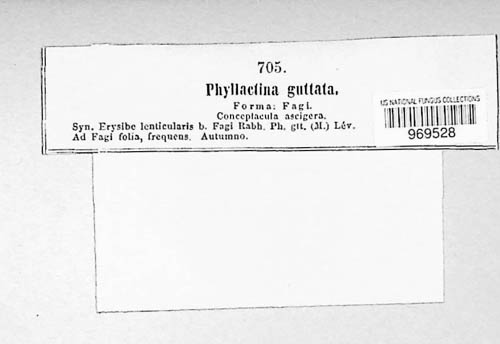 705.
Phyllactina guttata.
Forma: Fagi.
Conceptacula ascigera.
Syn. Erysibe lenticularis b. Fagi Rabh. Ph. gtt. (M.) Lév.
Ad Fagi folia, frequens. Autumno.
US NATIONAL FUNGUS COLLECTIONS
969528